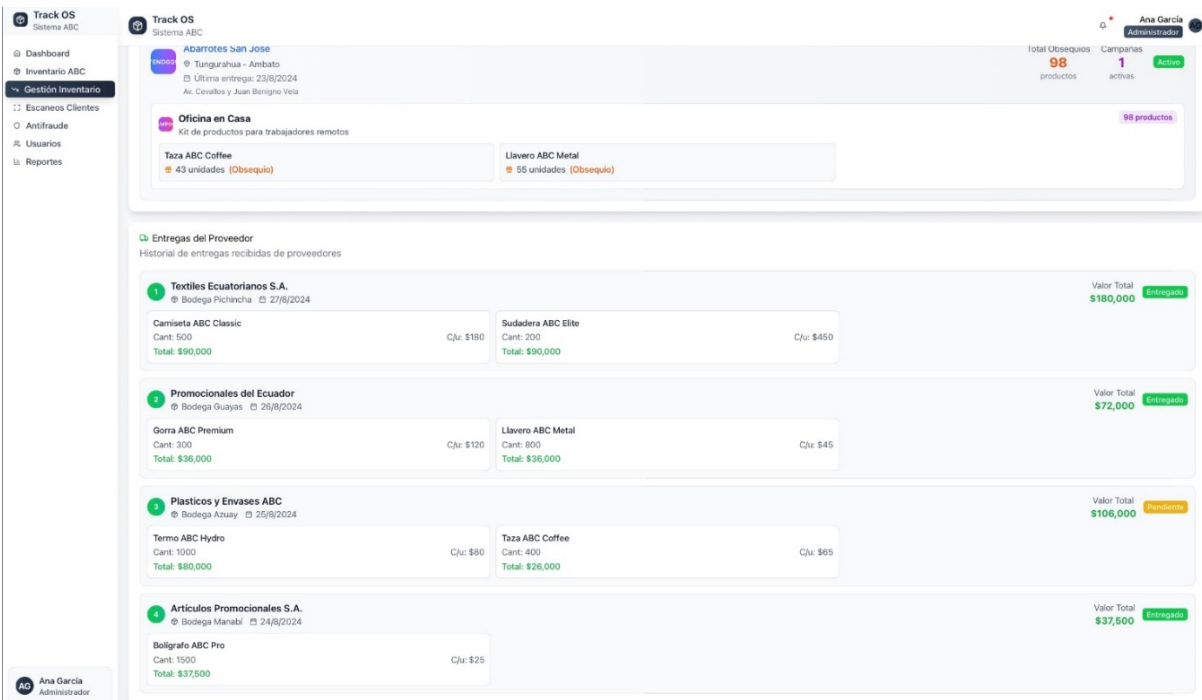 Track OS
Sistema ABC
Dashboard
Inventario ABC
Gestión Inventario
Escaneos Clientes
Antifraude
Usuarios
Reportes
AG
Ana García
Administrador
Track OS
Sistema ABC
Ana García
Administrador
Abarrotes San José
Tungurahua - Ambato
Última entrega: 23/8/2024
Av. Cevallos y Juan Benigno Vela
Total Obsequios
98
productos
Campañas
1
activas
Activo
Oficina en Casa
Kit de productos para trabajadores remotos
98 productos
Taza ABC Coffee
43 unidades (Obsequio)
Llavero ABC Metal
55 unidades (Obsequio)
Entregas del Proveedor
Historial de entregas recibidas de proveedores
1
Textiles Ecuatorianos S.A.
Bodega Pichincha 27/8/2024
Valor Total
$180,000
Entregado
Camiseta ABC Classic
Cant: 500 C/u: $180
Total: $90,000
Sudadera ABC Elite
Cant: 200 C/u: $450
Total: $90,000
2
Promocionales del Ecuador
Bodega Guayas 26/8/2024
Valor Total
$72,000
Entregado
Gorra ABC Premium
Cant: 300 C/u: $120
Total: $36,000
Llavero ABC Metal
Cant: 800 C/u: $45
Total: $36,000
3
Plasticos y Envases ABC
Bodega Azuay 25/8/2024
Valor Total
$106,000
Pendiente
Termo ABC Hydro
Cant: 1000 C/u: $80
Total: $80,000
Taza ABC Coffee
Cant: 400 C/u: $65
Total: $26,000
4
Artículos Promocionales S.A.
Bodega Manabí 24/8/2024
Valor Total
$37,500
Entregado
Bolígrafo ABC Pro
Cant: 1500 C/u: $25
Total: $37,500